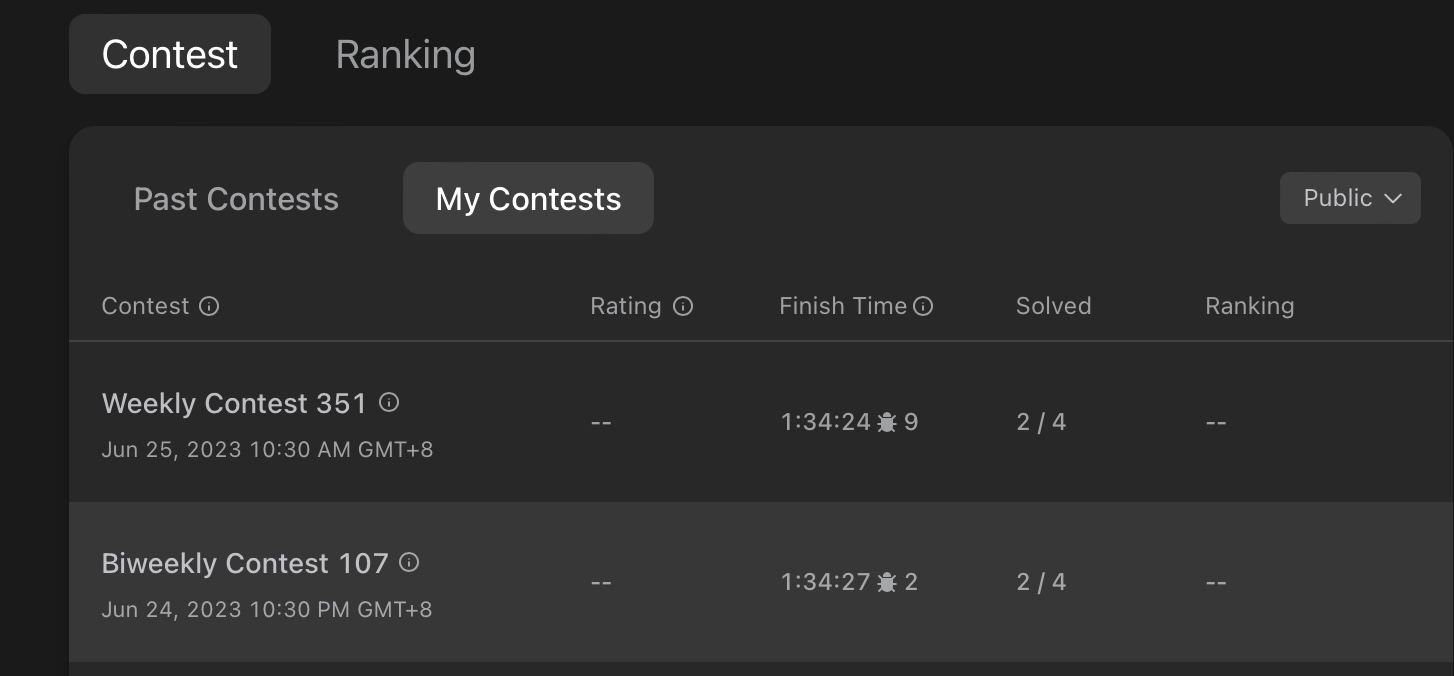 Contest Ranking
Past Contests My Contests Public
Contest Rating Finish Time Solved Ranking
Weekly Contest 351
-- 1:34:24 9 2 / 4 --
Jun 25, 2023 10:30 AM GMT+8
Biweekly Contest 107
-- 1:34:27 2 2 / 4 --
Jun 24, 2023 10:30 PM GMT+8